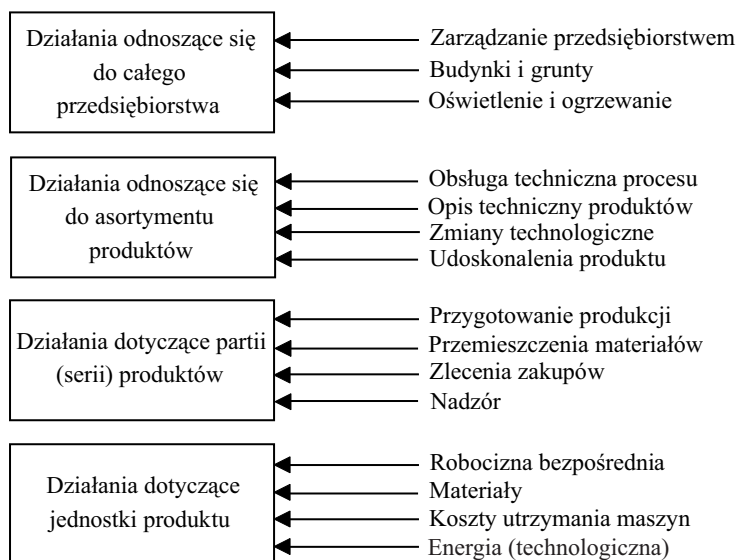 Działania odnoszące się
do całego
przedsiębiorstwa
Zarządzanie przedsiębiorstwem
Budynki i grunty
Oświetlenie i ogrzewanie
Działania odnoszące się
do asortymentu
produktów
Obsługa techniczna procesu
Opis techniczny produktów
Zmiany technologiczne
Udoskonalenia produktu
Działania dotyczące partii
(serii) produktów
Przygotowanie produkcji
Przemieszczenia materiałów
Zlecenia zakupów
Nadzór
Działania dotyczące
jednostki produktu
Robocizna bezpośrednia
Materiały
Koszty utrzymania maszyn
Energia (technologiczna)